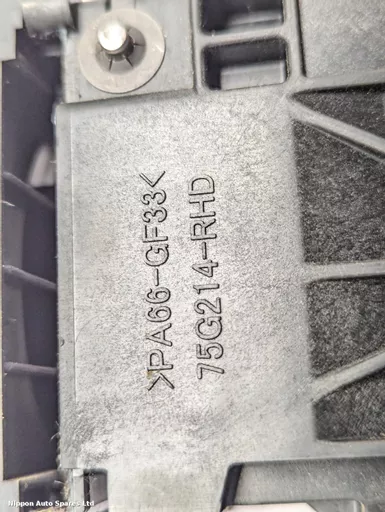 >PA66-GF33<
75G214-RHD
Nippon Auto Spares Ltd